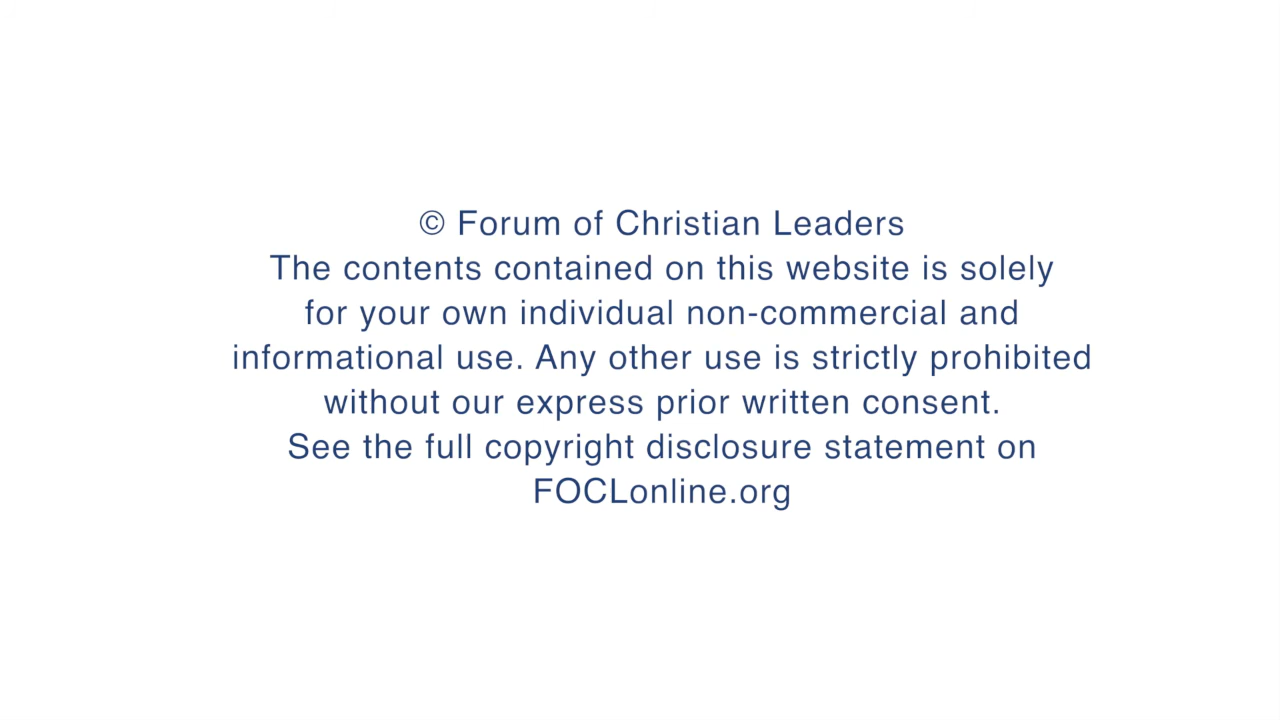 © Forum of Christian Leaders
The contents contained on this website is solely
for your own individual non-commercial and
informational use. Any other use is strictly prohibited
without our express prior written consent.
See the full copyright disclosure statement on
FOCLonline.org